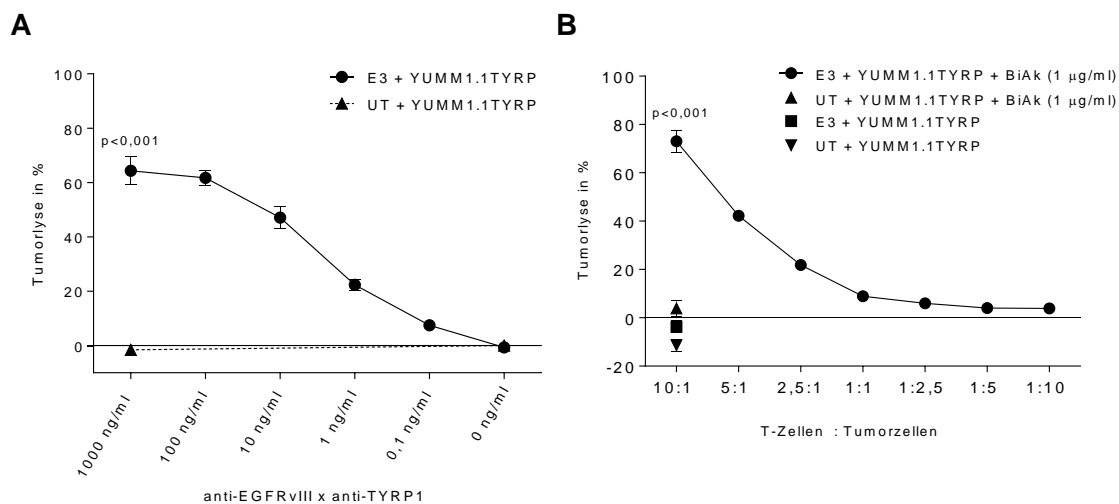 A
E3 + YUMM1.1TYRP
UT + YUMM1.1TYRP
p<0,001
Tumorlyse in %
100
80
60
40
20
0
1000 ng/ml
100 ng/ml
10 ng/ml
1 ng/ml
0,1 ng/ml
0 ng/ml
anti-EGFRvIII x anti-TYRP1
B
E3 + YUMM1.1TYRP + BiAk (1 µg/ml)
UT + YUMM1.1TYRP + BiAk (1 µg/ml)
E3 + YUMM1.1TYRP
UT + YUMM1.1TYRP
p<0,001
Tumorlyse in %
100
80
60
40
20
0
-20
10:1
5:1
2,5:1
1:1
1:2,5
1:5
1:10
T-Zellen : Tumorzellen